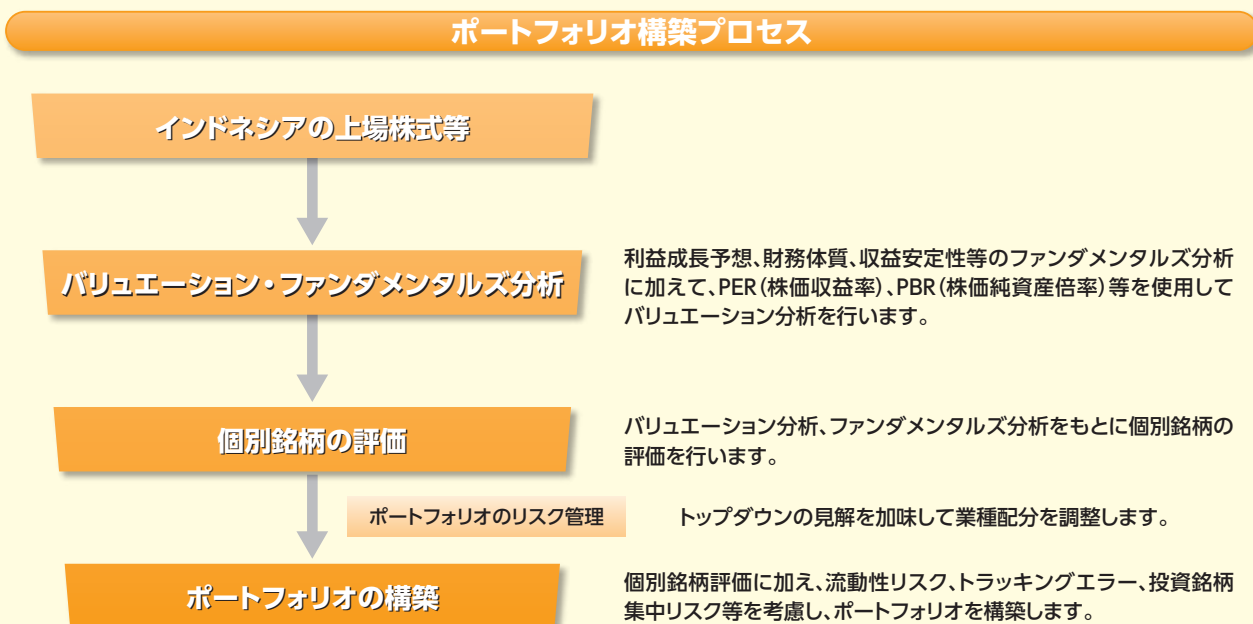 ポートフォリオ構築プロセス
インドネシアの上場株式等
バリュエーション・ファンダメンタルズ分析
利益成長予想、財務体質、収益安定性等のファンダメンタルズ分析
に加えて、PER（株価収益率）、PBR（株価純資産倍率）等を使用して
バリュエーション分析を行います。
個別銘柄の評価
バリュエーション分析、ファンダメンタルズ分析をもとに個別銘柄の
評価を行います。
ポートフォリオのリスク管理
トップダウンの見解を加味して業種配分を調整します。
ポートフォリオの構築
個別銘柄評価に加え、流動性リスク、トラッキングエラー、投資銘柄
集中リスク等を考慮し、ポートフォリオを構築します。